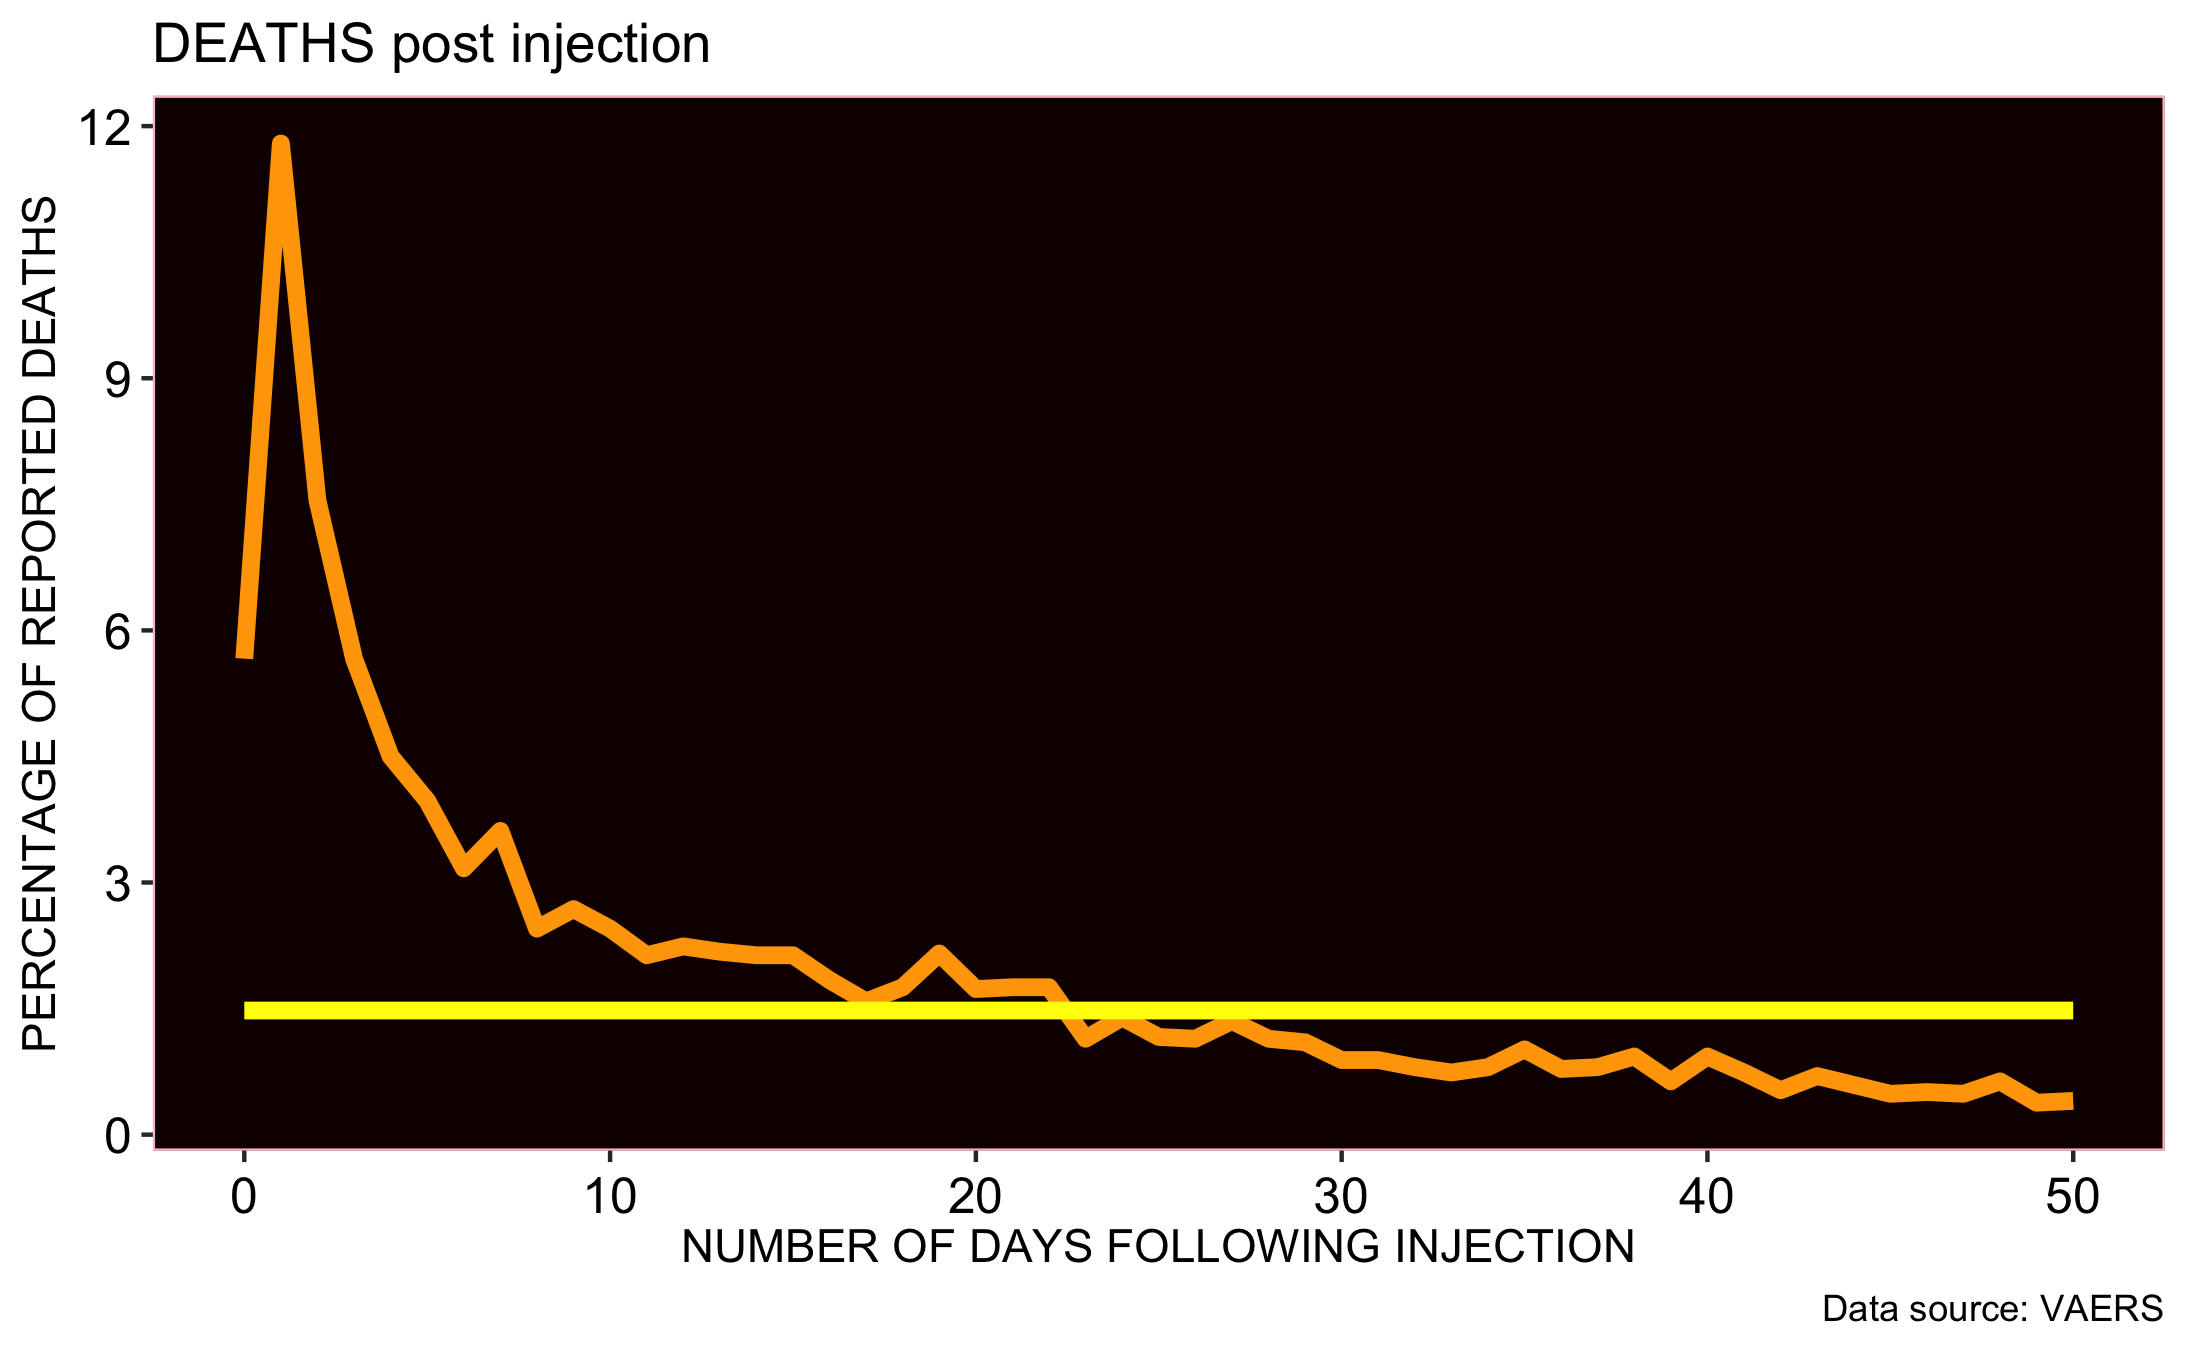 DEATHS post injection
PERCENTAGE OF REPORTED DEATHS
12
9
6
3
0
0 10 20 30 40 50
NUMBER OF DAYS FOLLOWING INJECTION
Data source: VAERS